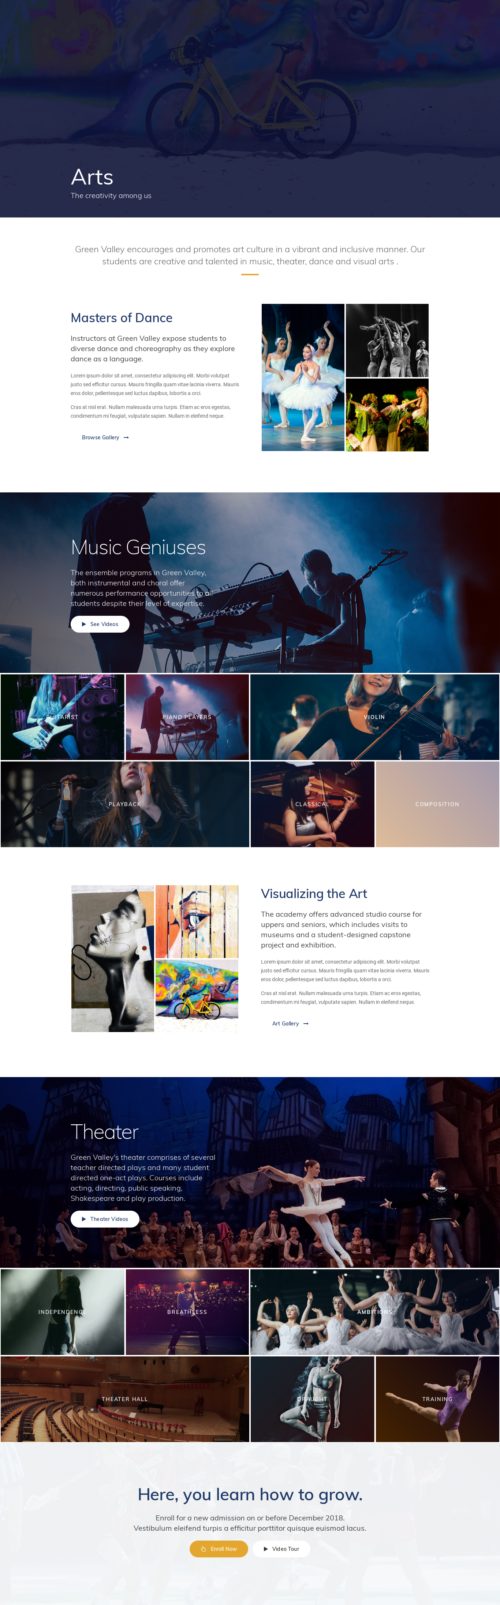 Arts
The creativity among us
Green Valley encourages and promotes art culture in a vibrant and inclusive manner. Our
students are creative and talented in music, theater, dance and visual arts .
Masters of Dance
Instructors at Green Valley expose students to
diverse dance and choreography as they explore
dance as a language.
Lorem ipsum dolor sit amet, consectetur adipiscing elit. Morbi volutpat
justo sed efficitur cursus. Mauris fringilla quam vitae lacinia viverra. Mauris
eros dolor, pellentesque sed luctus dapibus, lobortis a orci.
Cras at nisl erat. Nullam malesuada urna turpis. Etiam ac eros egestas,
condimentum mi feugiat, vulputate sapien. Nullam in eleifend neque.
Browse Gallery →
Music Geniuses
The ensemble programs in Green Valley,
both instrumental and choral offer
numerous performance opportunities to a
students despite their level of expertise.
See Videos
GUITARIST
PIANO PLAYERS
VIOLIN
PLAYBACK
CLASSICAL
COMPOSITION
Visualizing the Art
The academy offers advanced studio course for
uppers and seniors, which includes visits to
museums and a student-designed capstone
project and exhibition.
Lorem ipsum dolor sit amet, consectetur adipiscing elit. Morbi volutpat
justo sed efficitur cursus. Mauris fringilla quam vitae lacinia viverra. Mauris
eros dolor, pellentesque sed luctus dapibus, lobortis a orci.
Cras at nisl erat. Nullam malesuada urna turpis. Etiam ac eros egestas,
condimentum mi feugiat, vulputate sapien. Nullam in eleifend neque.
Art Gallery →
Theater
Green Valley's theater comprises of several
teacher directed plays and many student
directed one-act plays. Courses include
acting, directing, public speaking,
Shakespeare and play production.
Theater Videos
INDEPENDENCE
BREATHLESS
AMBITIONS
THEATER HALL
TRAINING
Here, you learn how to grow.
Enroll for a new admission on or before December 2018.
Vestibulum eleifend turpis a efficitur porttitor quisque euismod lacus.
Enroll Now
Video Tour